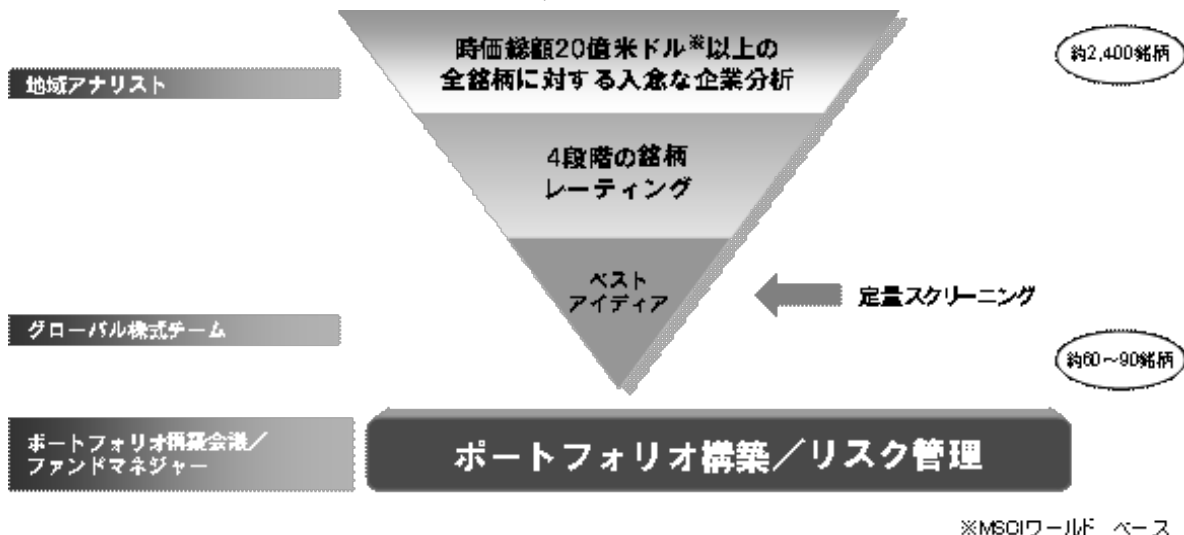 時価総額20億米ドル※以上の
全銘柄に対する入念な企業分析
約2,400銘柄
地域アナリスト
4段階の銘柄
レーティング
ベスト
アイディア
定量スクリーニング
グローバル株式チーム
約60～90銘柄
ポートフォリオ構築会議／
ファンドマネジャー
ポートフォリオ構築／リスク管理
※MSCIワールド ベース